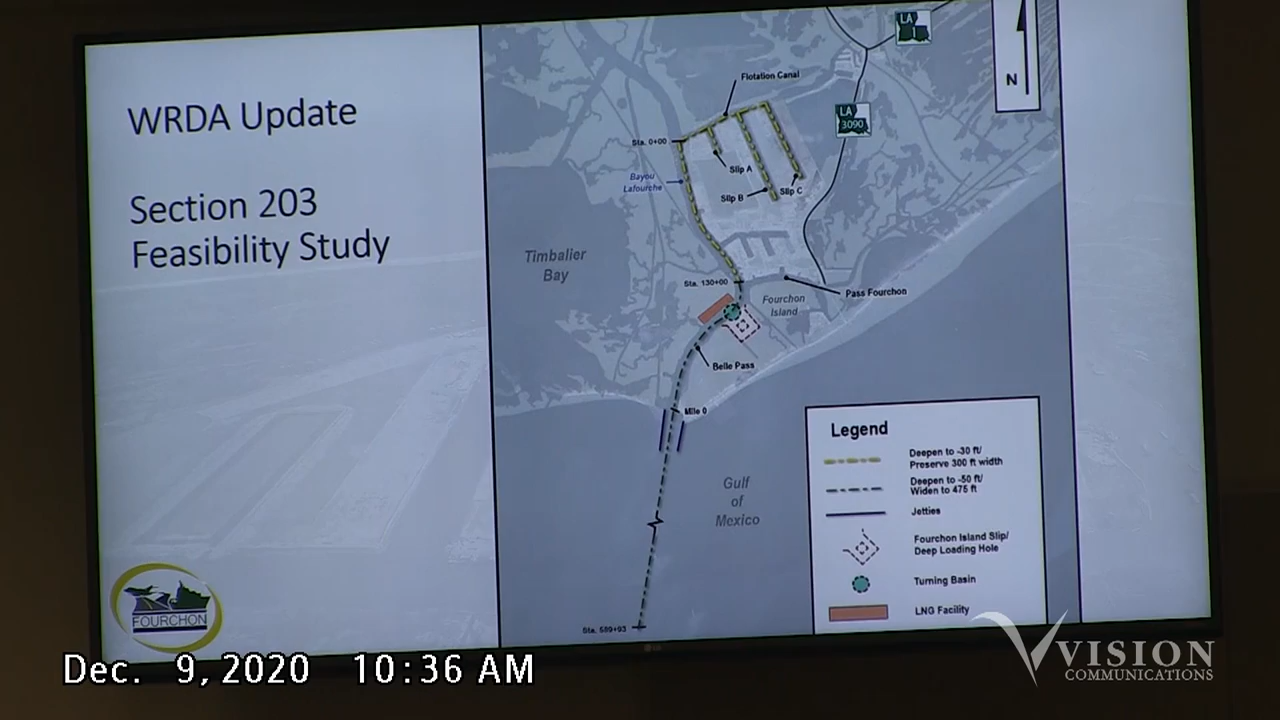 WRDA Update
Section 203
Feasibility Study
FOURCHON
LA
1
N
LA
3090
Flotation Canal
Sta. 0+00
Slip A
Bayou
Lafourche
Slip B
Slip C
Timbalier
Bay
Sta. 130+00
Pass Fourchon
Fourchon
Island
Belle Pass
Mile 0
Gulf
of
Mexico
Sta. 589+93
Legend
Deepen to -30 ft/
Preserve 300 ft width
Deepen to -50 ft/
Widen to 475 ft
Jetties
Fourchon Island Slip/
Deep Loading Hole
Turning Basin
LNG Facility
LG
Dec. 9, 2020 10:36 AM
VISION
COMMUNICATIONS